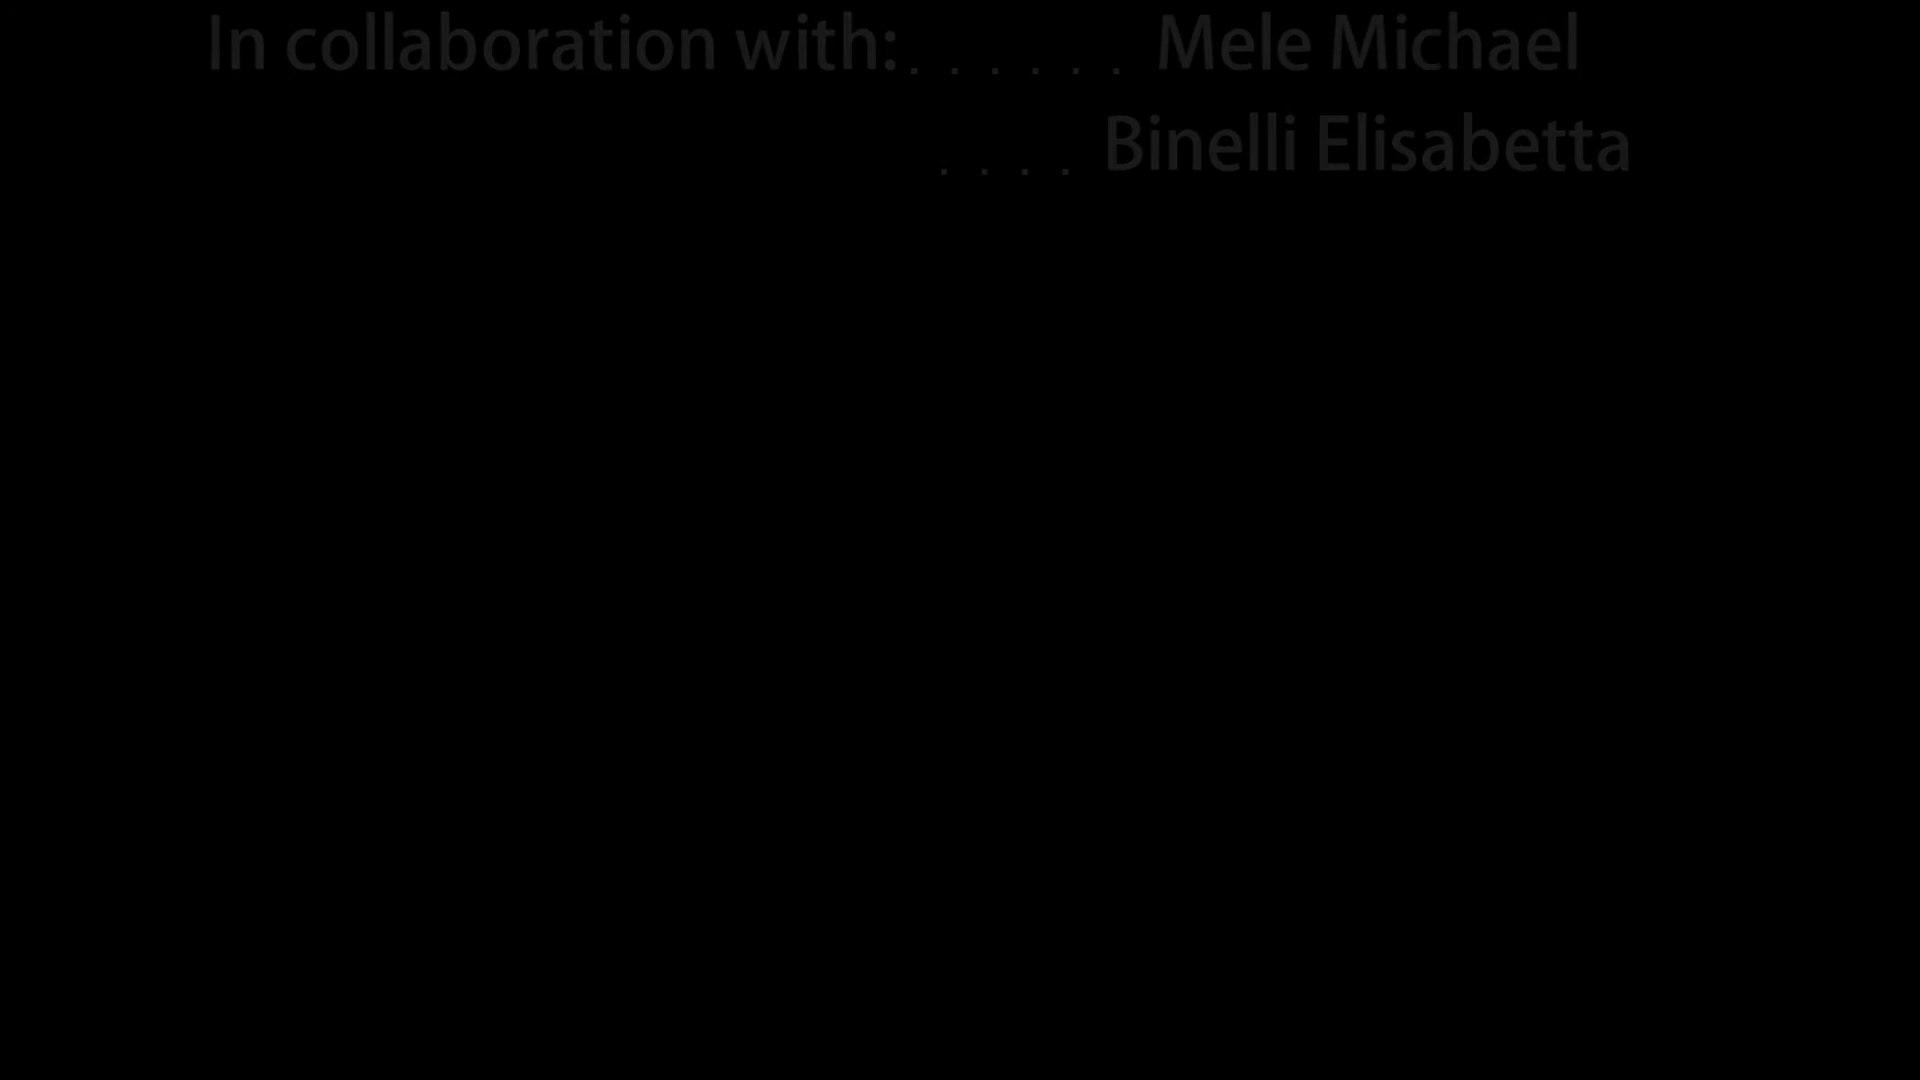 In collaboration with: . . . . . . Mele Michael
. . . . Binelli Elisabetta